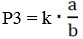 P3 = k · a/b